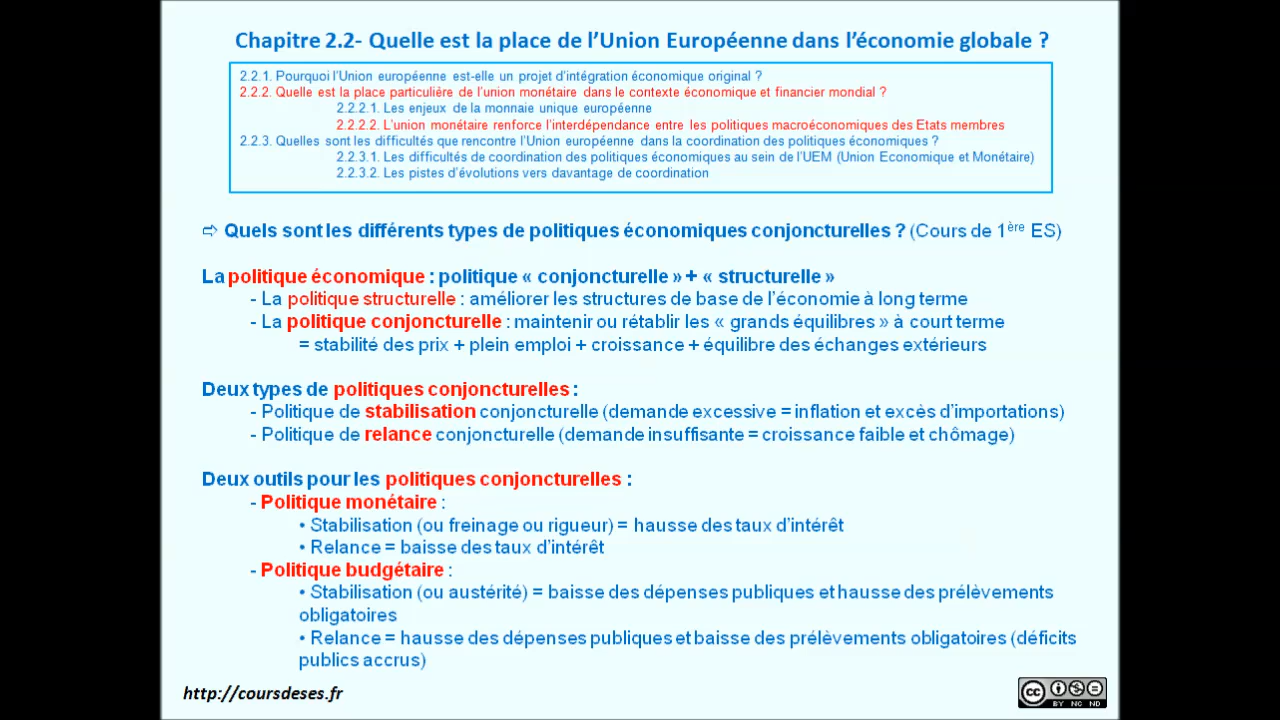 Chapitre 2.2- Quelle est la place de l’Union Européenne dans l’économie globale ?
2.2.1. Pourquoi l’Union européenne est-elle un projet d’intégration économique original ?
2.2.2. Quelle est la place particulière de l’union monétaire dans le contexte économique et financier mondial ?
2.2.2.1. Les enjeux de la monnaie unique européenne
2.2.2.2. L’union monétaire renforce l’interdépendance entre les politiques macroéconomiques des Etats membres
2.2.3. Quelles sont les difficultés que rencontre l’Union européenne dans la coordination des politiques économiques ?
2.2.3.1. Les difficultés de coordination des politiques économiques au sein de l’UEM (Union Economique et Monétaire)
2.2.3.2. Les pistes d’évolutions vers davantage de coordination
⇨ Quels sont les différents types de politiques économiques conjoncturelles ? (Cours de 1ère ES)
La politique économique : politique « conjoncturelle » + « structurelle »
- La politique structurelle : améliorer les structures de base de l’économie à long terme
- La politique conjoncturelle : maintenir ou rétablir les « grands équilibres » à court terme
= stabilité des prix + plein emploi + croissance + équilibre des échanges extérieurs
Deux types de politiques conjoncturelles :
- Politique de stabilisation conjoncturelle (demande excessive = inflation et excès d’importations)
- Politique de relance conjoncturelle (demande insuffisante = croissance faible et chômage)
Deux outils pour les politiques conjoncturelles :
- Politique monétaire :
• Stabilisation (ou freinage ou rigueur) = hausse des taux d’intérêt
• Relance = baisse des taux d’intérêt
- Politique budgétaire :
• Stabilisation (ou austérité) = baisse des dépenses publiques et hausse des prélèvements
obligatoires
• Relance = hausse des dépenses publiques et baisse des prélèvements obligatoires (déficits
publics accrus)
http://coursdeses.fr
cc
BY NC ND